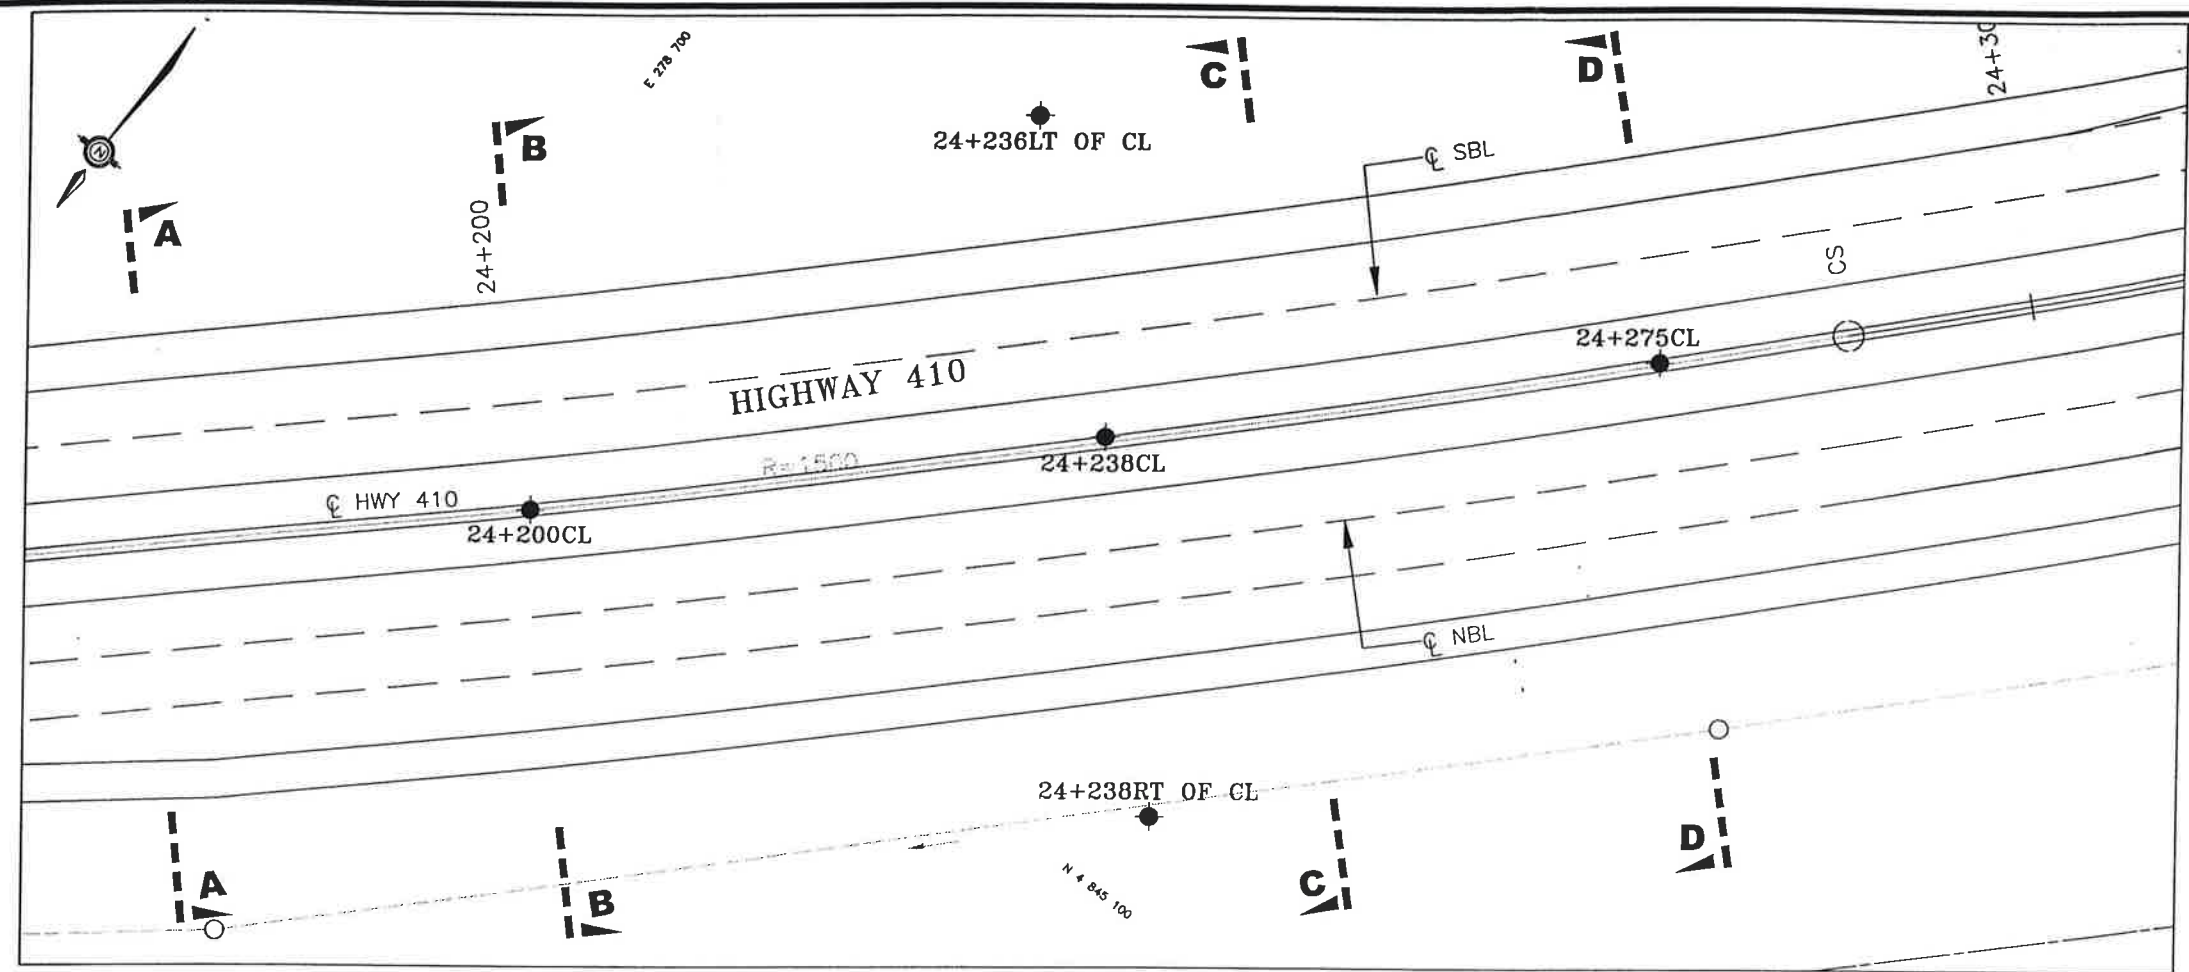 E 278 700
C
D
24+30
B
24+236LT OF CL
℄ SBL
A
24+200
CS
24+275CL
HIGHWAY 410
R=1500
24+238CL
℄ HWY 410
24+200CL
℄ NBL
24+238RT OF CL
D
A
B
C
N 4 845 100
N